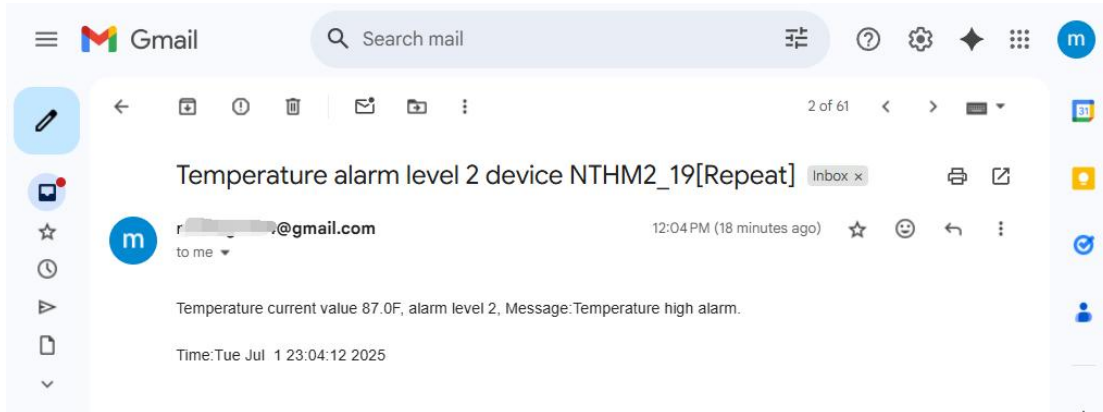 Gmail
Search mail
m
2 of 61
31
Temperature alarm level 2 device NTHM2_19[Repeat] Inbox ×
m
@gmail.com 12:04 PM (18 minutes ago)
to me
Temperature current value 87.0F, alarm level 2, Message:Temperature high alarm.
Time:Tue Jul 1 23:04:12 2025